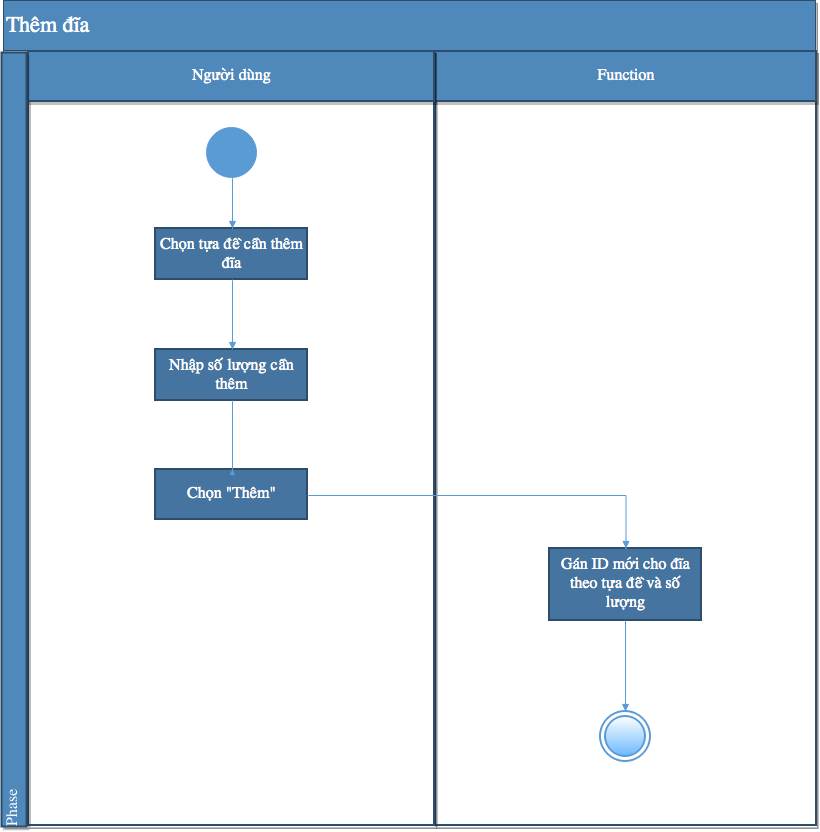 Thêm đĩa
Người dùng
Function
Chọn tựa đề cần thêm
đĩa
Nhập số lượng cần
thêm
Chọn "Thêm"
Gán ID mới cho đĩa
theo tựa đề và số
lượng
Phase